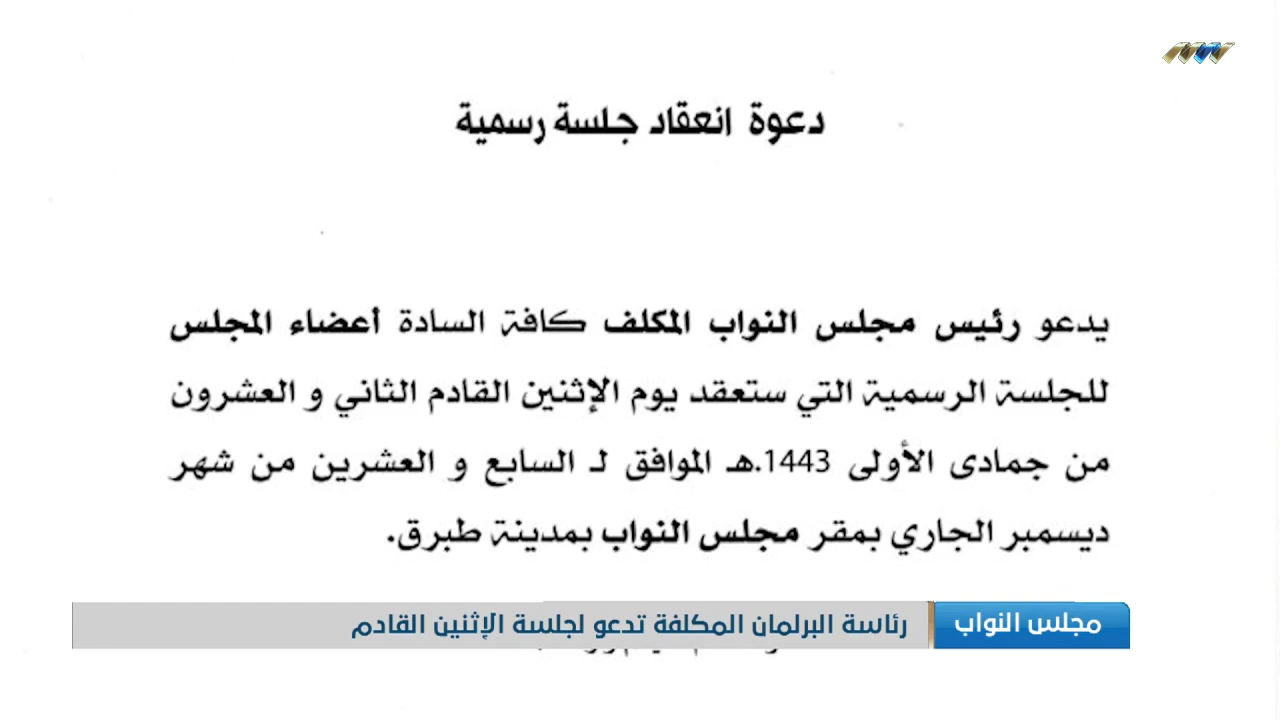 دعوة انعقاد جلسة رسمية
يدعو رئيس مجلس النواب المكلف كافة السادة أعضاء المجلس
للجلسة الرسمية التي ستعقد يوم الإثنين القادم الثاني و العشرون
من جمادى الأولى 1443.هـ الموافق لـ السابع و العشرين من شهر
ديسمبر الجاري بمقر مجلس النواب بمدينة طبرق.
مجلس النواب
رئاسة البرلمان المكلفة تدعو لجلسة الإثنين القادم